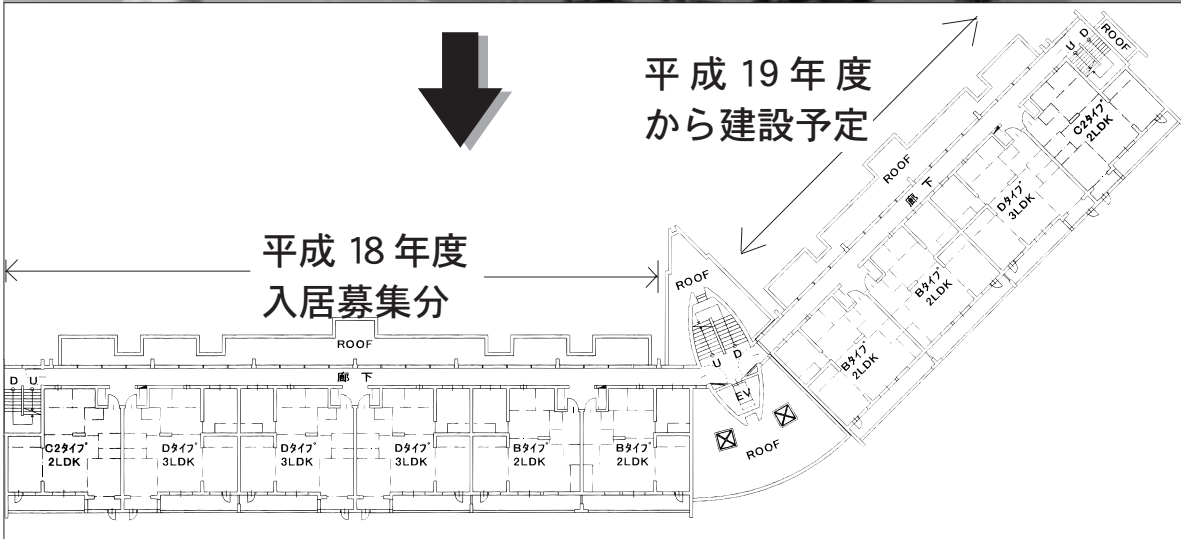 平成 19 年度
から建設予定
平成 18 年度
入居募集分
D
U
ROOF
C2タイプ
2LDK
ROOF
廊下
Dタイプ
3LDK
Bタイプ
2LDK
Bタイプ
2LDK
ROOF
U D
EV
ROOF
ROOF
廊下
D U
C2タイプ
2LDK
Dタイプ
3LDK
Dタイプ
3LDK
Dタイプ
3LDK
Bタイプ
2LDK
Bタイプ
2LDK